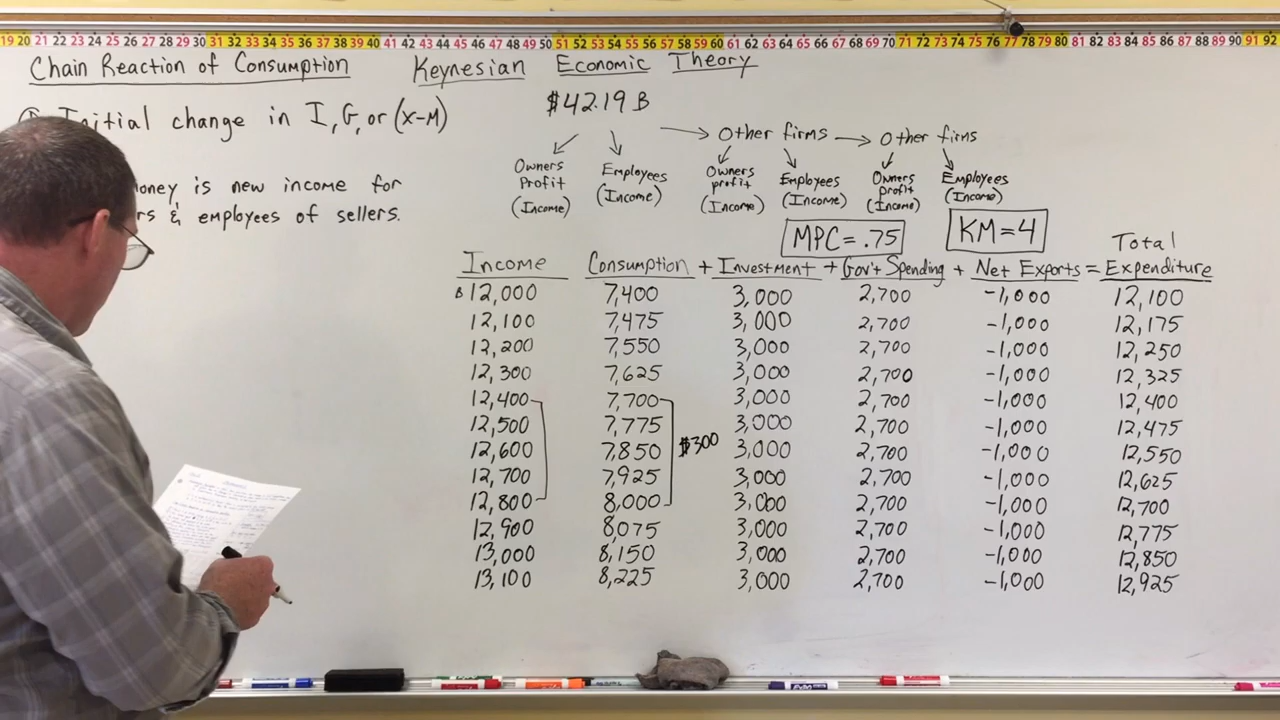 19 20 21 22 23 24 25 26 27 28 29 30 31 32 33 34 35 36 37 38 39 40 41 42 43 44 45 46 47 48 49 50 51 52 53 54 55 56 57 58 59 60 61 62 63 64 65 66 67 68 69 70 71 72 73 74 75 76 77 78 79 80 81 82 83 84 85 86 87 88 89 90 91 92
Chain Reaction of Consumption Keynesian Economic Theory
Initial change in I, G, or (X-M)
$42.19 B
Other firms Other firms
Owners Profit (Income)
Employees (Income)
Owners profit (Income)
Employees (Income)
Owners profit (Income)
Employees (Income)
oney is new income for
rs & employees of sellers.
MPC = .75
KM = 4
Income Consumption + Investment + Gov't Spending + Net Exports = Total Expenditure
12,000 7,400 3,000 2,700 -1,000 12,100
12,100 7,475 3,000 2,700 -1,000 12,175
12,200 7,550 3,000 2,700 -1,000 12,250
12,300 7,625 3,000 2,700 -1,000 12,325
12,400 7,700 3,000 2,700 -1,000 12,400
12,500 7,775 3,000 2,700 -1,000 12,475
12,600 7,850 $300 3,000 2,700 -1,000 12,550
12,700 7,925 3,000 2,700 -1,000 12,625
12,800 8,000 3,000 2,700 -1,000 12,700
12,900 8,075 3,000 2,700 -1,000 12,775
13,000 8,150 3,000 2,700 -1,000 12,850
13,100 8,225 3,000 2,700 -1,000 12,925
EXPO